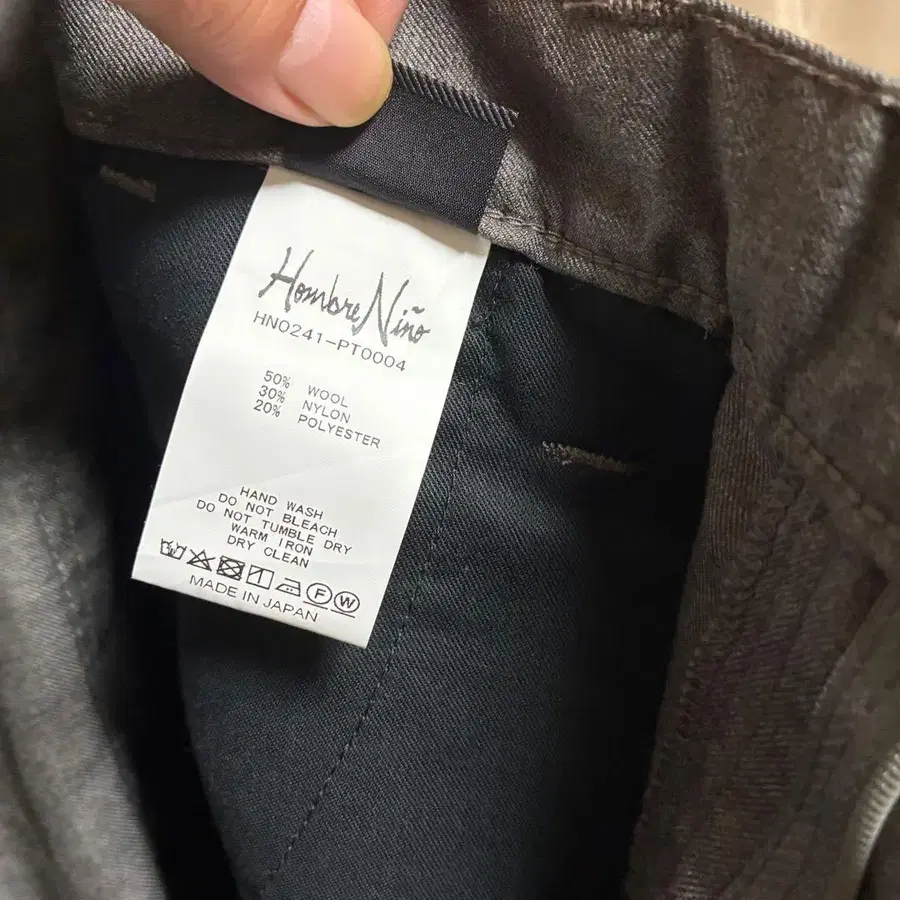 Hombre Niño
HNO241-PT0004
50% WOOL
30% NYLON
20% POLYESTER
HAND WASH
DO NOT BLEACH
DO NOT TUMBLE DRY
WARM IRON
DRY CLEAN
F W
MADE IN JAPAN